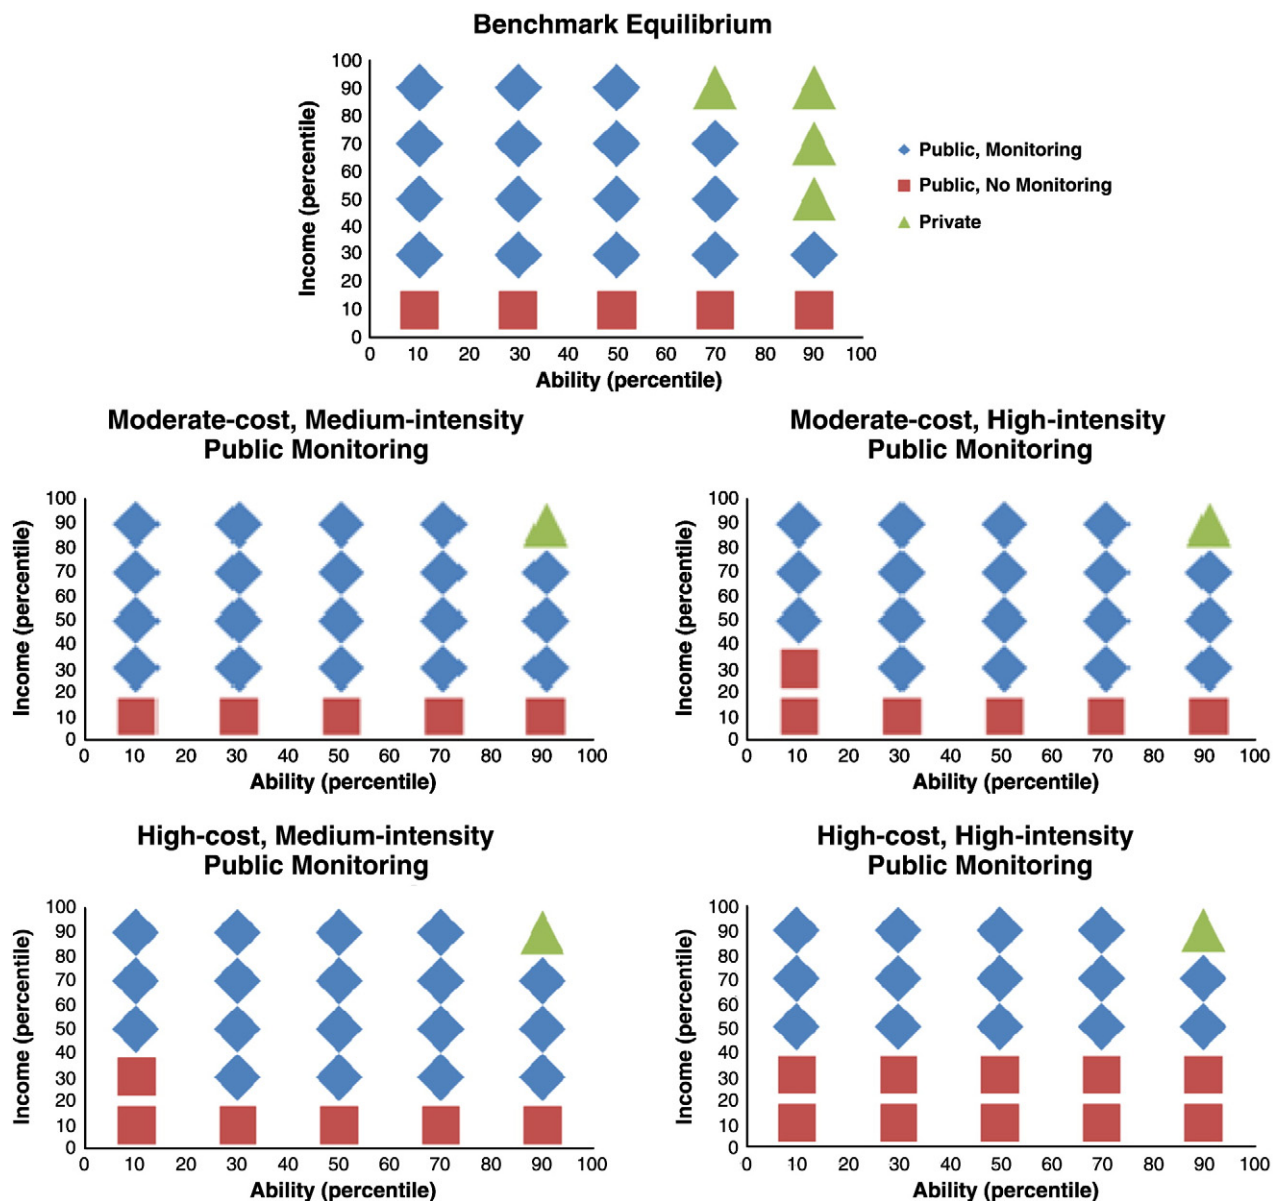 Benchmark Equilibrium
100
90
80
70
60
50
40
30
20
10
0
Income (percentile)
0 10 20 30 40 50 60 70 80 90 100
Ability (percentile)
Public, Monitoring
Public, No Monitoring
Private
Moderate-cost, Medium-intensity
Public Monitoring
100
90
80
70
60
50
40
30
20
10
0
Income (percentile)
0 10 20 30 40 50 60 70 80 90 100
Ability (percentile)
Moderate-cost, High-intensity
Public Monitoring
100
90
80
70
60
50
40
30
20
10
0
Income (percentile)
0 10 20 30 40 50 60 70 80 90 100
Ability (percentile)
High-cost, Medium-intensity
Public Monitoring
100
90
80
70
60
50
40
30
20
10
0
Income (percentile)
0 10 20 30 40 50 60 70 80 90 100
Ability (percentile)
High-cost, High-intensity
Public Monitoring
100
90
80
70
60
50
40
30
20
10
0
Income (percentile)
0 10 20 30 40 50 60 70 80 90 100
Ability (percentile)